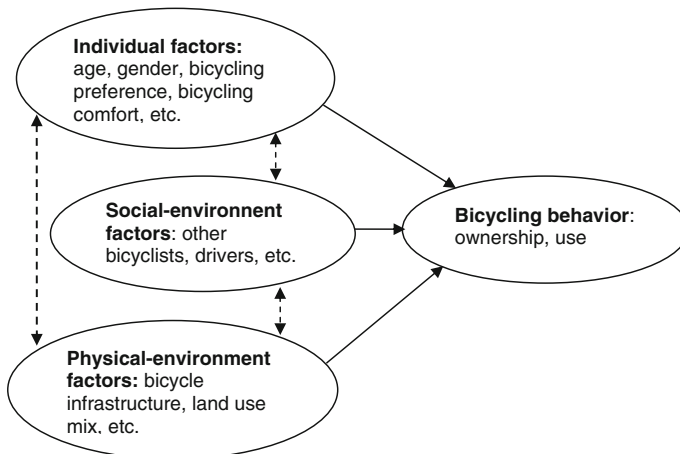 Individual factors:
age, gender, bicycling
preference, bicycling
comfort, etc.
Social-environnent
factors: other
bicyclists, drivers, etc.
Bicycling behavior:
ownership, use
Physical-environment
factors: bicycle
infrastructure, land use
mix, etc.